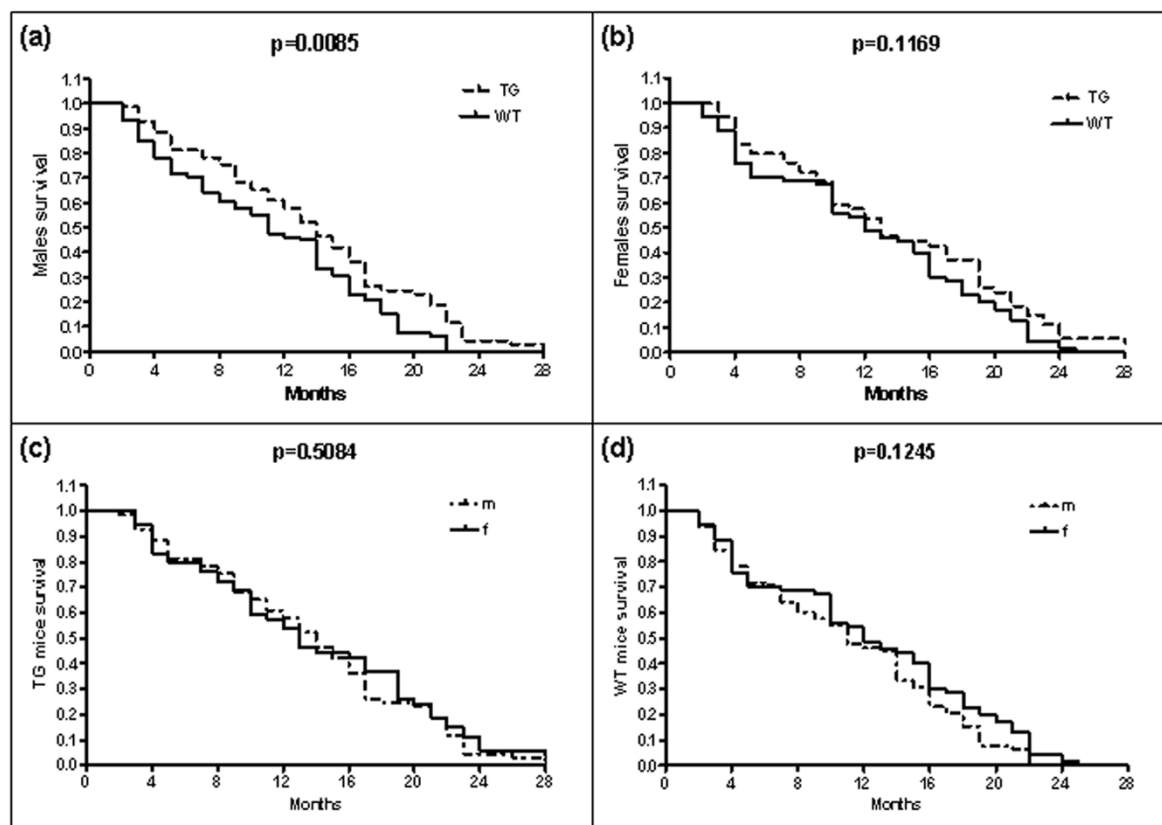 (a)
p=0.0085
1.1
1.0
0.9
0.8
0.7
0.6
0.5
0.4
0.3
0.2
0.1
0.0
Males survival
TG
WT
0 4 8 12 16 20 24 28
Months
(b)
p=0.1169
1.1
1.0
0.9
0.8
0.7
0.6
0.5
0.4
0.3
0.2
0.1
0.0
Females survival
TG
WT
0 4 8 12 16 20 24 28
Months
(c)
p=0.5084
1.1
1.0
0.9
0.8
0.7
0.6
0.5
0.4
0.3
0.2
0.1
0.0
TG mice survival
m
f
0 4 8 12 16 20 24 28
Months
(d)
p=0.1245
1.1
1.0
0.9
0.8
0.7
0.6
0.5
0.4
0.3
0.2
0.1
0.0
WT mice survival
m
f
0 4 8 12 16 20 24 28
Months